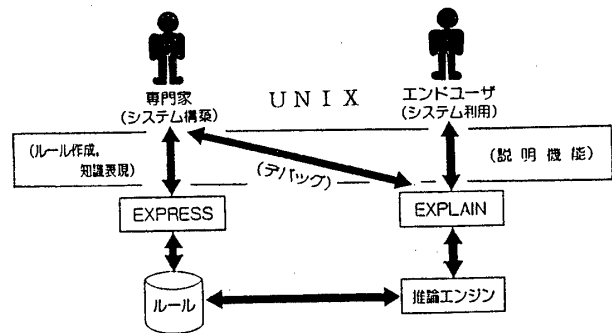 専門家
(システム構築)
UNIX
エンドユーザ
(システム利用)
(ルール作成,
知識表現)
(デバッグ)
(説明機能)
EXPRESS
EXPLAIN
ルール
推論エンジン